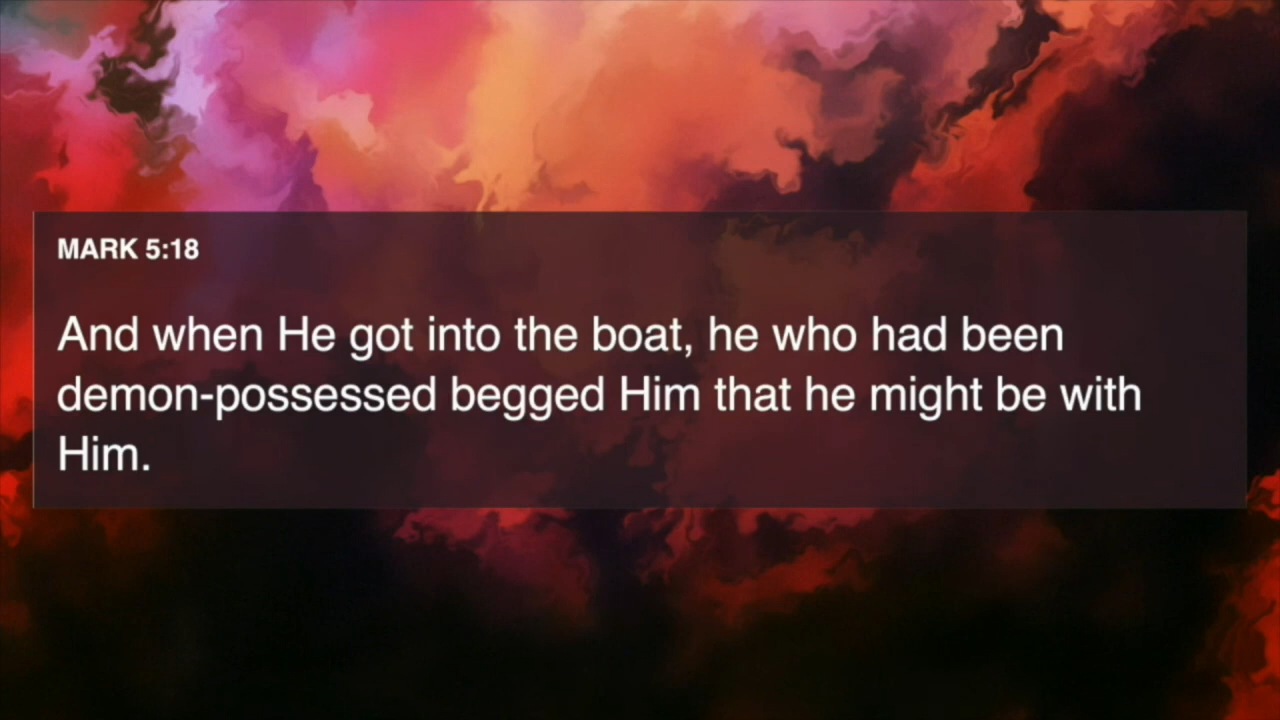 MARK 5:18
And when He got into the boat, he who had been
demon-possessed begged Him that he might be with
Him.